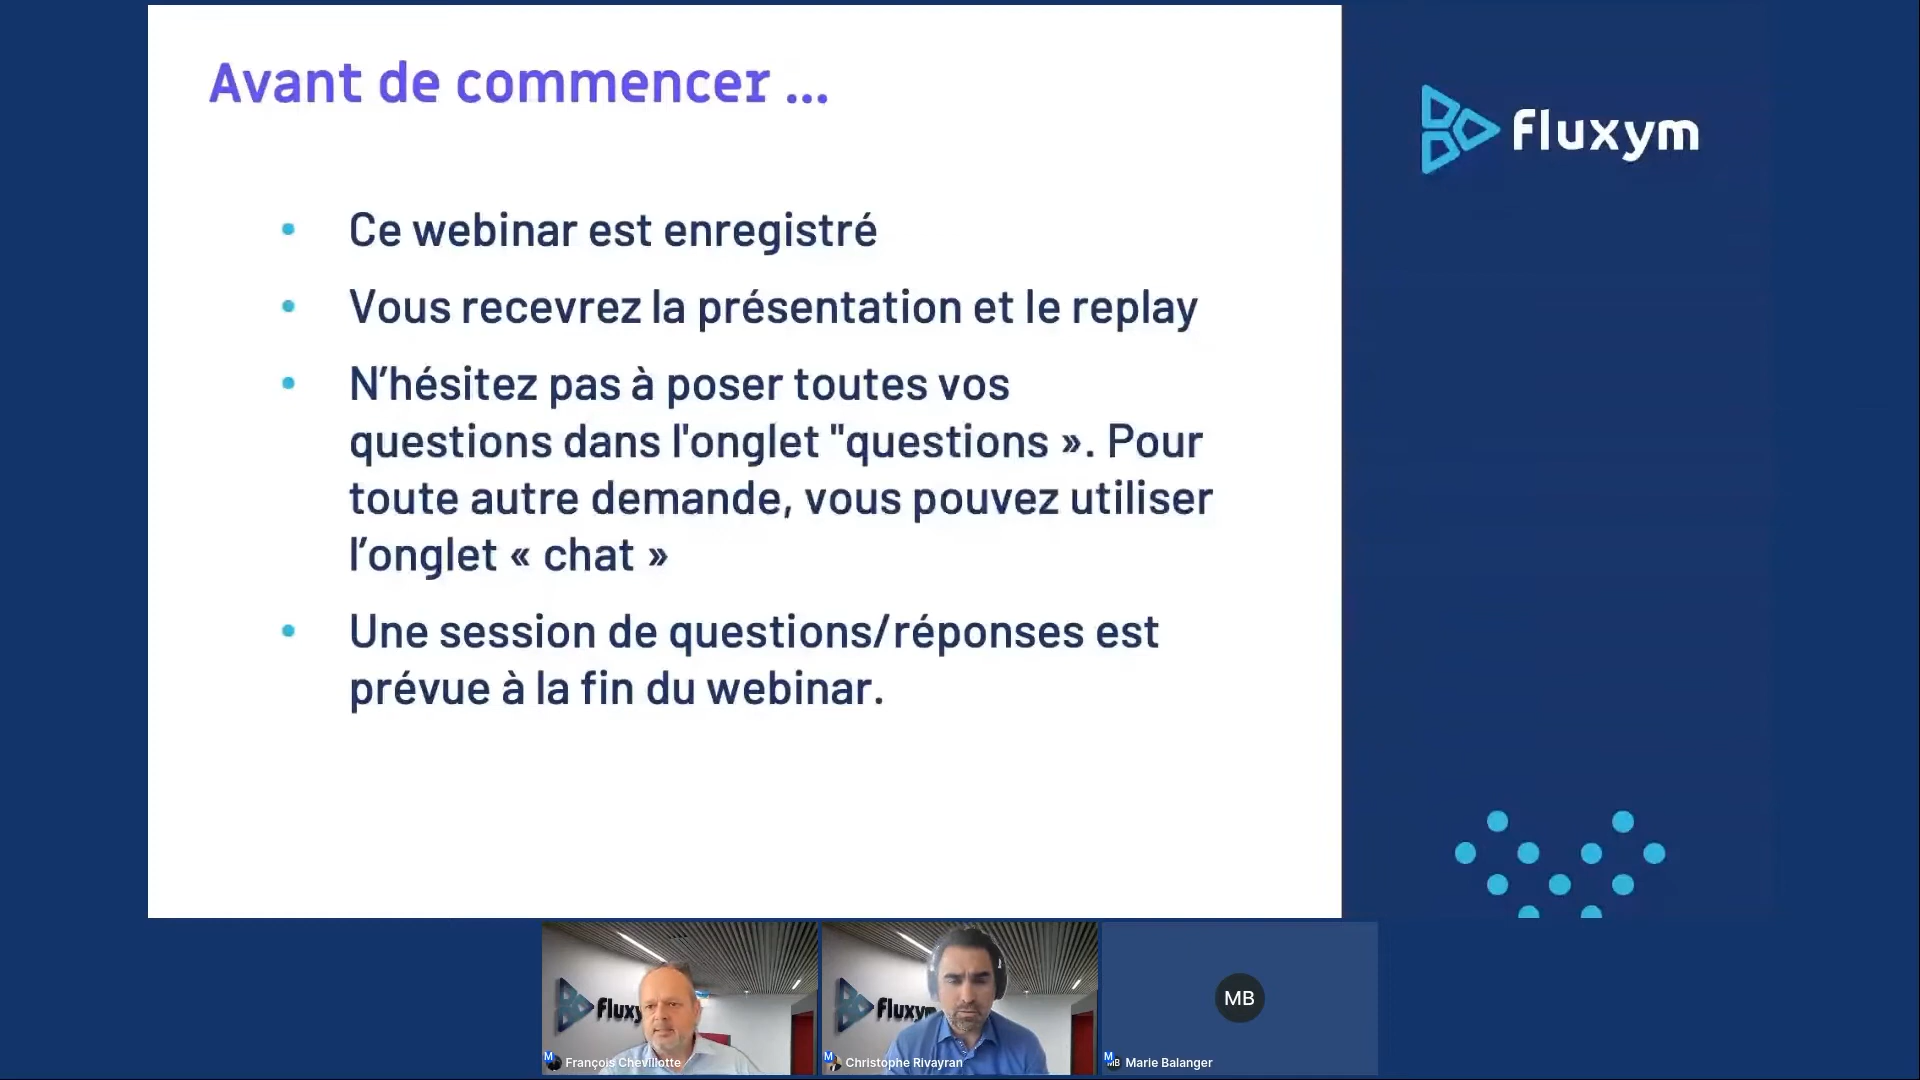 Avant de commencer ...
fluxym
• Ce webinar est enregistré
• Vous recevrez la présentation et le replay
• N’hésitez pas à poser toutes vos
questions dans l'onglet "questions ». Pour
toute autre demande, vous pouvez utiliser
l’onglet « chat »
• Une session de questions/réponses est
prévue à la fin du webinar.
fluxy
M François Chevillotte
fluxym
M Christophe Rivayran
MB
M MB Marie Balanger